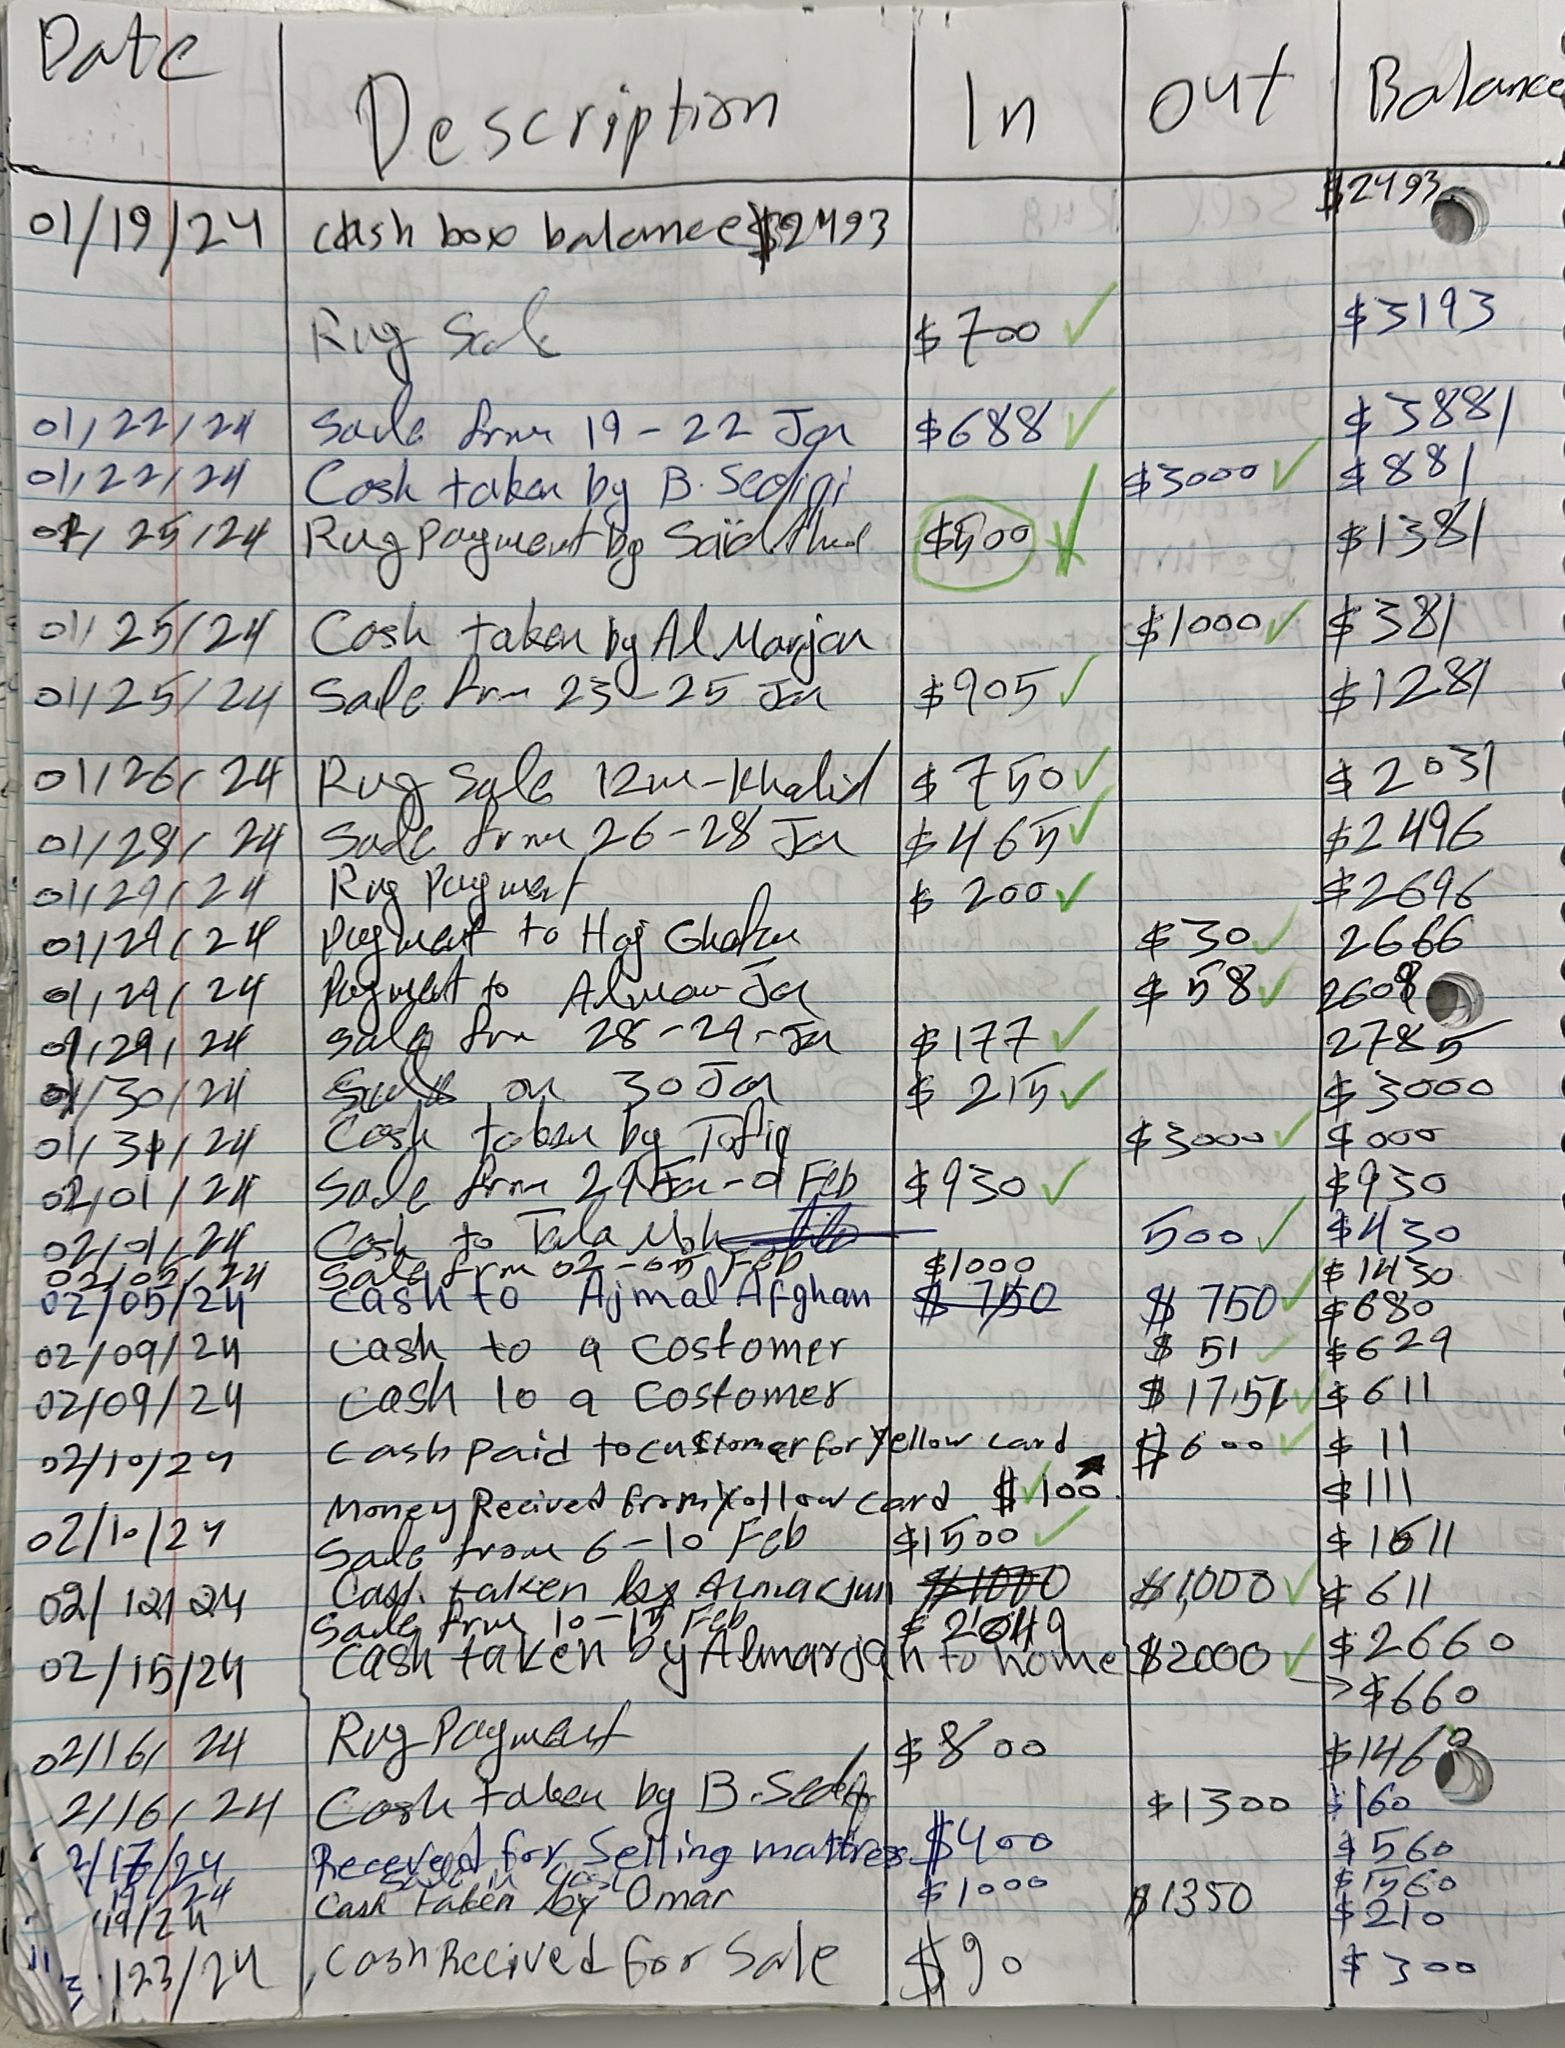 Date Description In Out Balance
01/19/24 cash box balance $2493 $2493
Rug Sale $700 $3193
01/22/24 Sale from 19-22 Jan $688 $3881
01/22/24 Cash taken by B. Sediqi $3000 $881
01/25/24 Rug Payment by $500 $1381
01/25/24 Cash taken by Al Marjan $1000 $381
01/25/24 Sale from 23-25 Jan $905 $1281
01/26/24 Rug Sale 12m-Khalid $750 $2031
01/28/24 Sale from 26-28 Jan $465 $2496
01/29/24 Rug Payment $200 $2696
01/29/24 Payment to Haj $30 2666
01/29/24 Payment to Jan $58 2608
01/29/24 Sale from 28-29-Jan $177 2785
01/30/24 Sale on 30 Jan $215 $3000
01/31/24 Cash taken by Tofiq $3000 $000
02/01/24 Sale from 29 Jan-01 Feb $930 $930
02/01/24 Cash to 500 $430
02/05/24 Sale from 02-05 Feb $1000 $1430
02/05/24 cash to Ajmal Afghan $750 $750 $680
02/09/24 cash to a costomer $51 $629
02/09/24 cash to a costomer $17,51 $611
02/10/24 cash paid to customer for Yellow card $600 $11
Money Recived from Yollow card $100 $111
02/10/24 Sale from 6-10 Feb $1500 $1611
02/12/24 Cash taken by Almarjan $1000 $1,000 $611
Sale from 10-15 Feb $2049 $2660
02/15/24 cash taken by Almarjan to home $2000 → $660
02/16/24 Rug Payment $800 $1460
2/16/24 Cash taken by B. Sediqi $1300 $160
2/17/24 Received for Selling mattress $400 $560
19/24 Sale in Cash $1000 $1560
19/24 Cash taken by Omar $1350 $210
/23/24 Cash Recived for Sale $90 $300